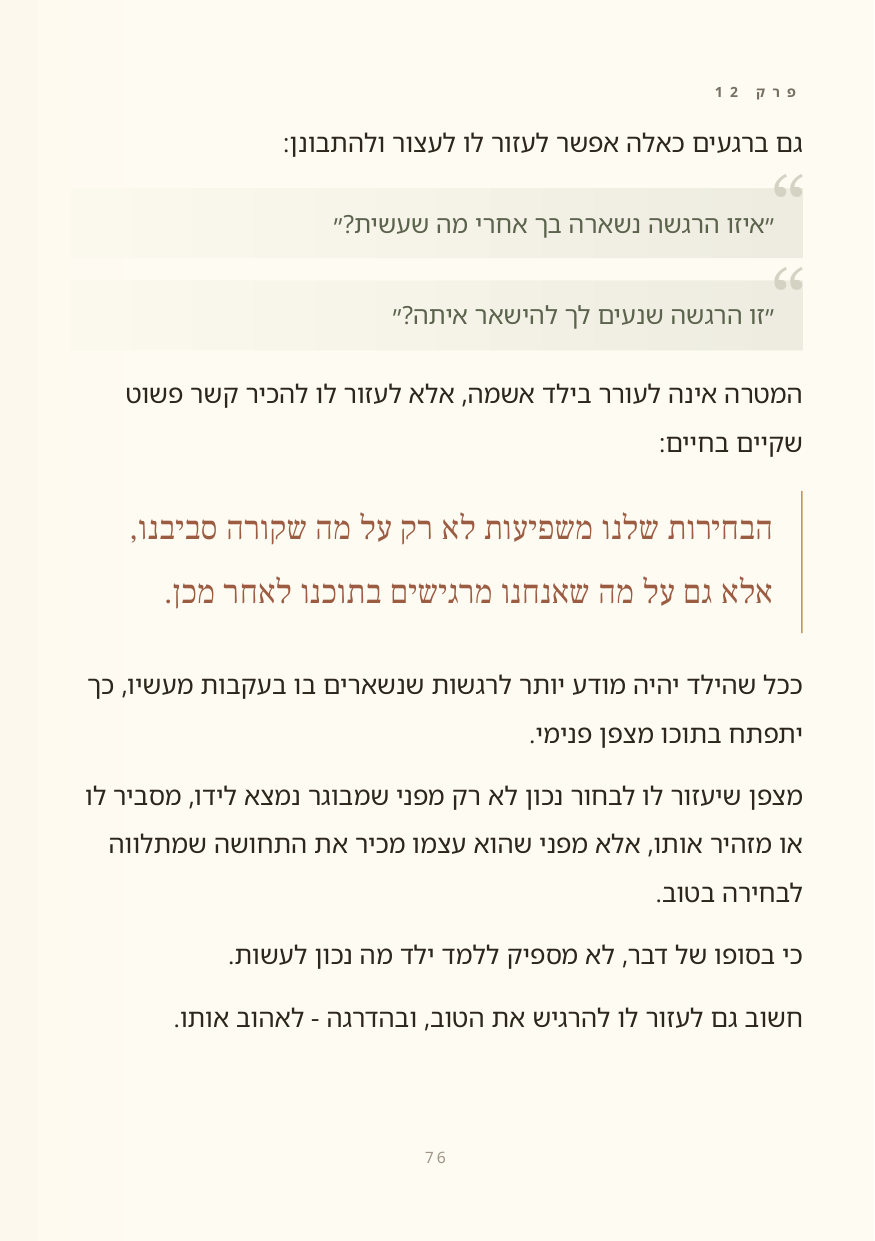 פרק 12
גם ברגעים כאלה אפשר לעזור לו לעצור ולהתבונן:
״איזו הרגשה נשארה בך אחרי מה שעשית?״
״זו הרגשה שנעים לך להישאר איתה?״
המטרה אינה לעורר בילד אשמה, אלא לעזור לו להכיר קשר פשוט
שקיים בחיים:
הבחירות שלנו משפיעות לא רק על מה שקורה סביבנו,
אלא גם על מה שאנחנו מרגישים בתוכנו לאחר מכן.
ככל שהילד יהיה מודע יותר לרגשות שנשארים בו בעקבות מעשיו, כך
יתפתח בתוכו מצפן פנימי.
מצפן שיעזור לו לבחור נכון לא רק מפני שמבוגר נמצא לידו, מסביר לו
או מזהיר אותו, אלא מפני שהוא עצמו מכיר את התחושה שמתלווה
לבחירה בטוב.
כי בסופו של דבר, לא מספיק ללמד ילד מה נכון לעשות.
חשוב גם לעזור לו להרגיש את הטוב, ובהדרגה - לאהוב אותו.
76